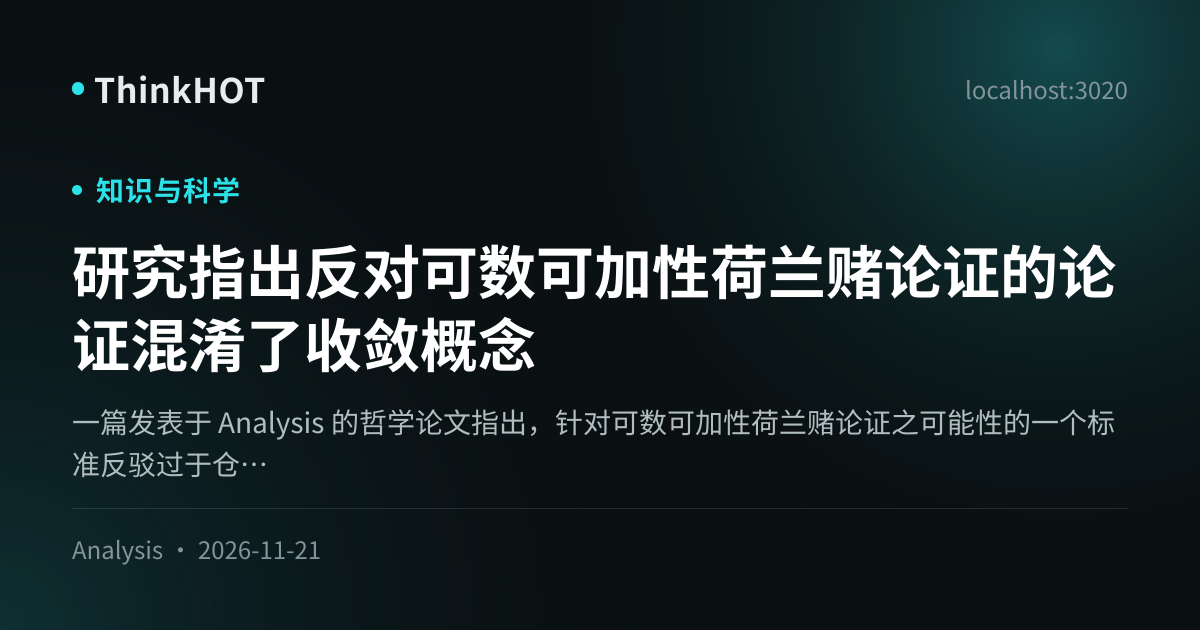 ThinkHOT
localhost:3020
知识与科学
研究指出反对可数可加性荷兰赌论证的论
证混淆了收敛概念
一篇发表于 Analysis 的哲学论文指出，针对可数可加性荷兰赌论证之可能性的一个标
准反驳过于仓…
Analysis · 2026-11-21